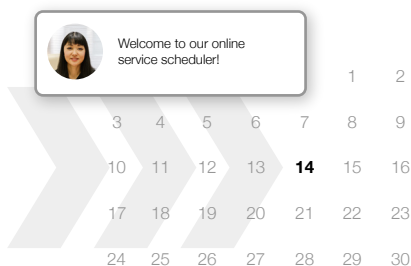 Welcome to our online
service scheduler!
1 2
3 4 5 6 7 8 9
10 11 12 13 14 15 16
17 18 19 20 21 22 23
24 25 26 27 28 29 30